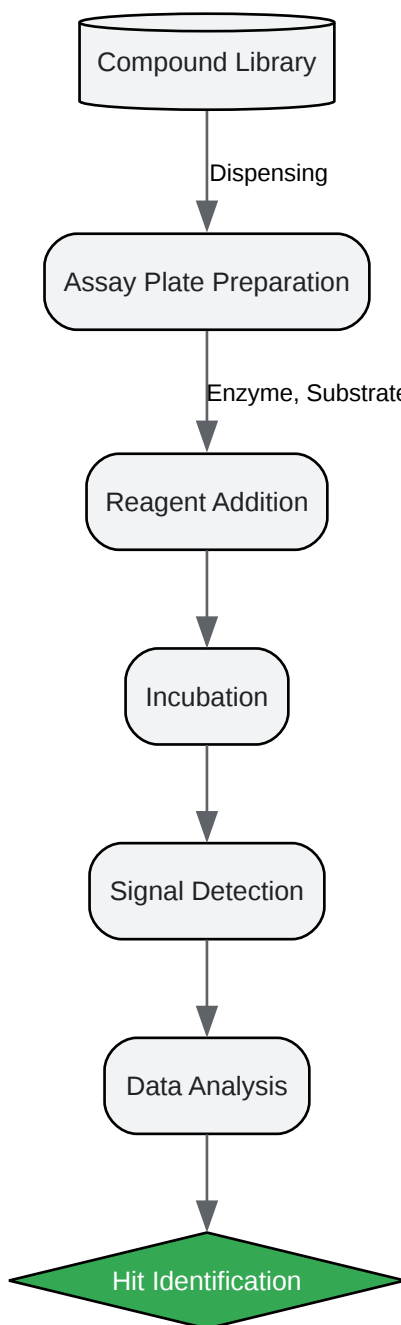 Compound Library
Dispensing
Assay Plate Preparation
Enzyme, Substrate
Reagent Addition
Incubation
Signal Detection
Data Analysis
Hit Identification